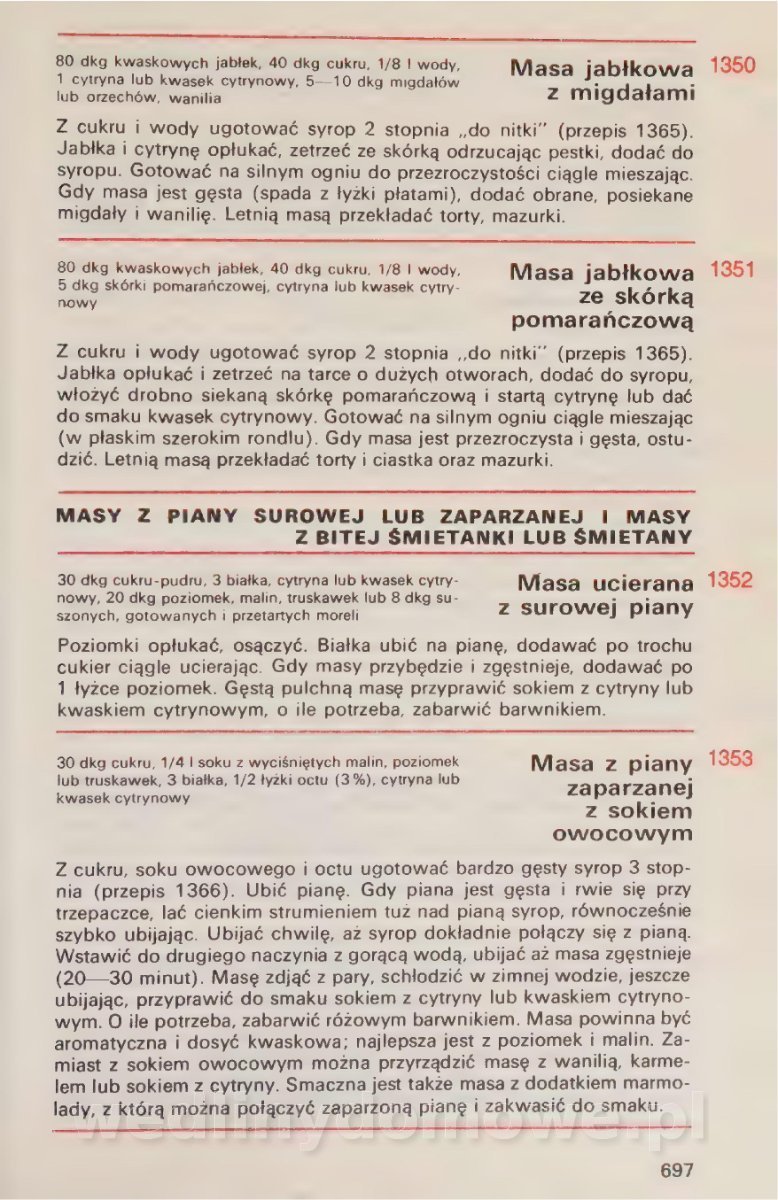 80 dkg kwaskowych jabłek, 40 dkg cukru, 1/8 l wody,
1 cytryna lub kwasek cytrynowy, 5—10 dkg migdałów
lub orzechów, wanilia
Masa jabłkowa 1350
z migdałami
Z cukru i wody ugotować syrop 2 stopnia „do nitki" (przepis 1365).
Jabłka i cytrynę opłukać, zetrzeć ze skórką odrzucając pestki, dodać do
syropu. Gotować na silnym ogniu do przezroczystości ciągle mieszając.
Gdy masa jest gęsta (spada z łyżki płatami), dodać obrane, posiekane
migdały i wanilię. Letnią masą przekładać torty, mazurki.
80 dkg kwaskowych jabłek, 40 dkg cukru, 1/8 l wody,
5 dkg skórki pomarańczowej, cytryna lub kwasek cytry-
nowy
Masa jabłkowa 1351
ze skórką
pomarańczową
Z cukru i wody ugotować syrop 2 stopnia „do nitki" (przepis 1365).
Jabłka opłukać i zetrzeć na tarce o dużych otworach, dodać do syropu,
włożyć drobno siekaną skórkę pomarańczową i startą cytrynę lub dać
do smaku kwasek cytrynowy. Gotować na silnym ogniu ciągle mieszając
(w płaskim szerokim rondlu). Gdy masa jest przezroczysta i gęsta, ostu-
dzić. Letnią masą przekładać torty i ciastka oraz mazurki.
MASY Z PIANY SUROWEJ LUB ZAPARZANEJ I MASY
Z BITEJ ŚMIETANKI LUB ŚMIETANY
30 dkg cukru-pudru, 3 białka, cytryna lub kwasek cytry-
nowy, 20 dkg poziomek, malin, truskawek lub 8 dkg su-
szonych, gotowanych i przetartych moreli
Masa ucierana 1352
z surowej piany
Poziomki opłukać, osączyć. Białka ubić na pianę, dodawać po trochu
cukier ciągle ucierając. Gdy masy przybędzie i zgęstnieje, dodawać po
1 łyżce poziomek. Gęstą pulchną masę przyprawić sokiem z cytryny lub
kwaskiem cytrynowym, o ile potrzeba, zabarwić barwnikiem.
30 dkg cukru, 1/4 l soku z wyciśniętych malin, poziomek
lub truskawek, 3 białka, 1/2 łyżki octu (3%), cytryna lub
kwasek cytrynowy
Masa z piany 1353
zaparzanej
z sokiem
owocowym
Z cukru, soku owocowego i octu ugotować bardzo gęsty syrop 3 stop-
nia (przepis 1366). Ubić pianę. Gdy piana jest gęsta i rwie się przy
trzepaczce, lać cienkim strumieniem tuż nad pianą syrop, równocześnie
szybko ubijając. Ubijać chwilę, aż syrop dokładnie połączy się z pianą.
Wstawić do drugiego naczynia z gorącą wodą, ubijać aż masa zgęstnieje
(20—30 minut). Masę zdjąć z pary, schłodzić w zimnej wodzie, jeszcze
ubijając, przyprawić do smaku sokiem z cytryny lub kwaskiem cytryno-
wym. O ile potrzeba, zabarwić różowym barwnikiem. Masa powinna być
aromatyczna i dosyć kwaskowa; najlepsza jest z poziomek i malin. Za-
miast z sokiem owocowym można przyrządzić masę z wanilią, karme-
lem lub sokiem z cytryny. Smaczna jest także masa z dodatkiem marmo-
lady, z którą można połączyć zaparzoną pianę i zakwasić do smaku.
wedlinydomowe.pl
697